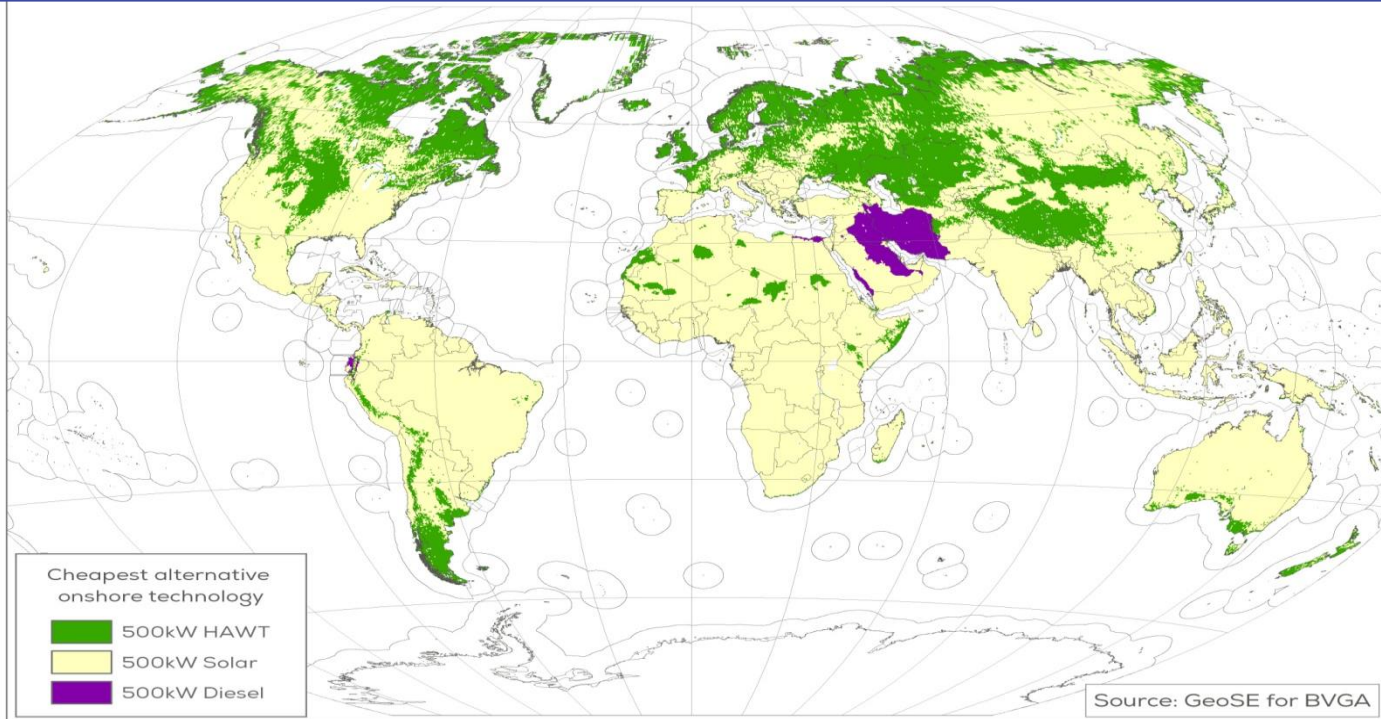 Cheapest alternative
onshore technology
500kW HAWT
500kW Solar
500kW Diesel
Source: GeoSE for BVGA